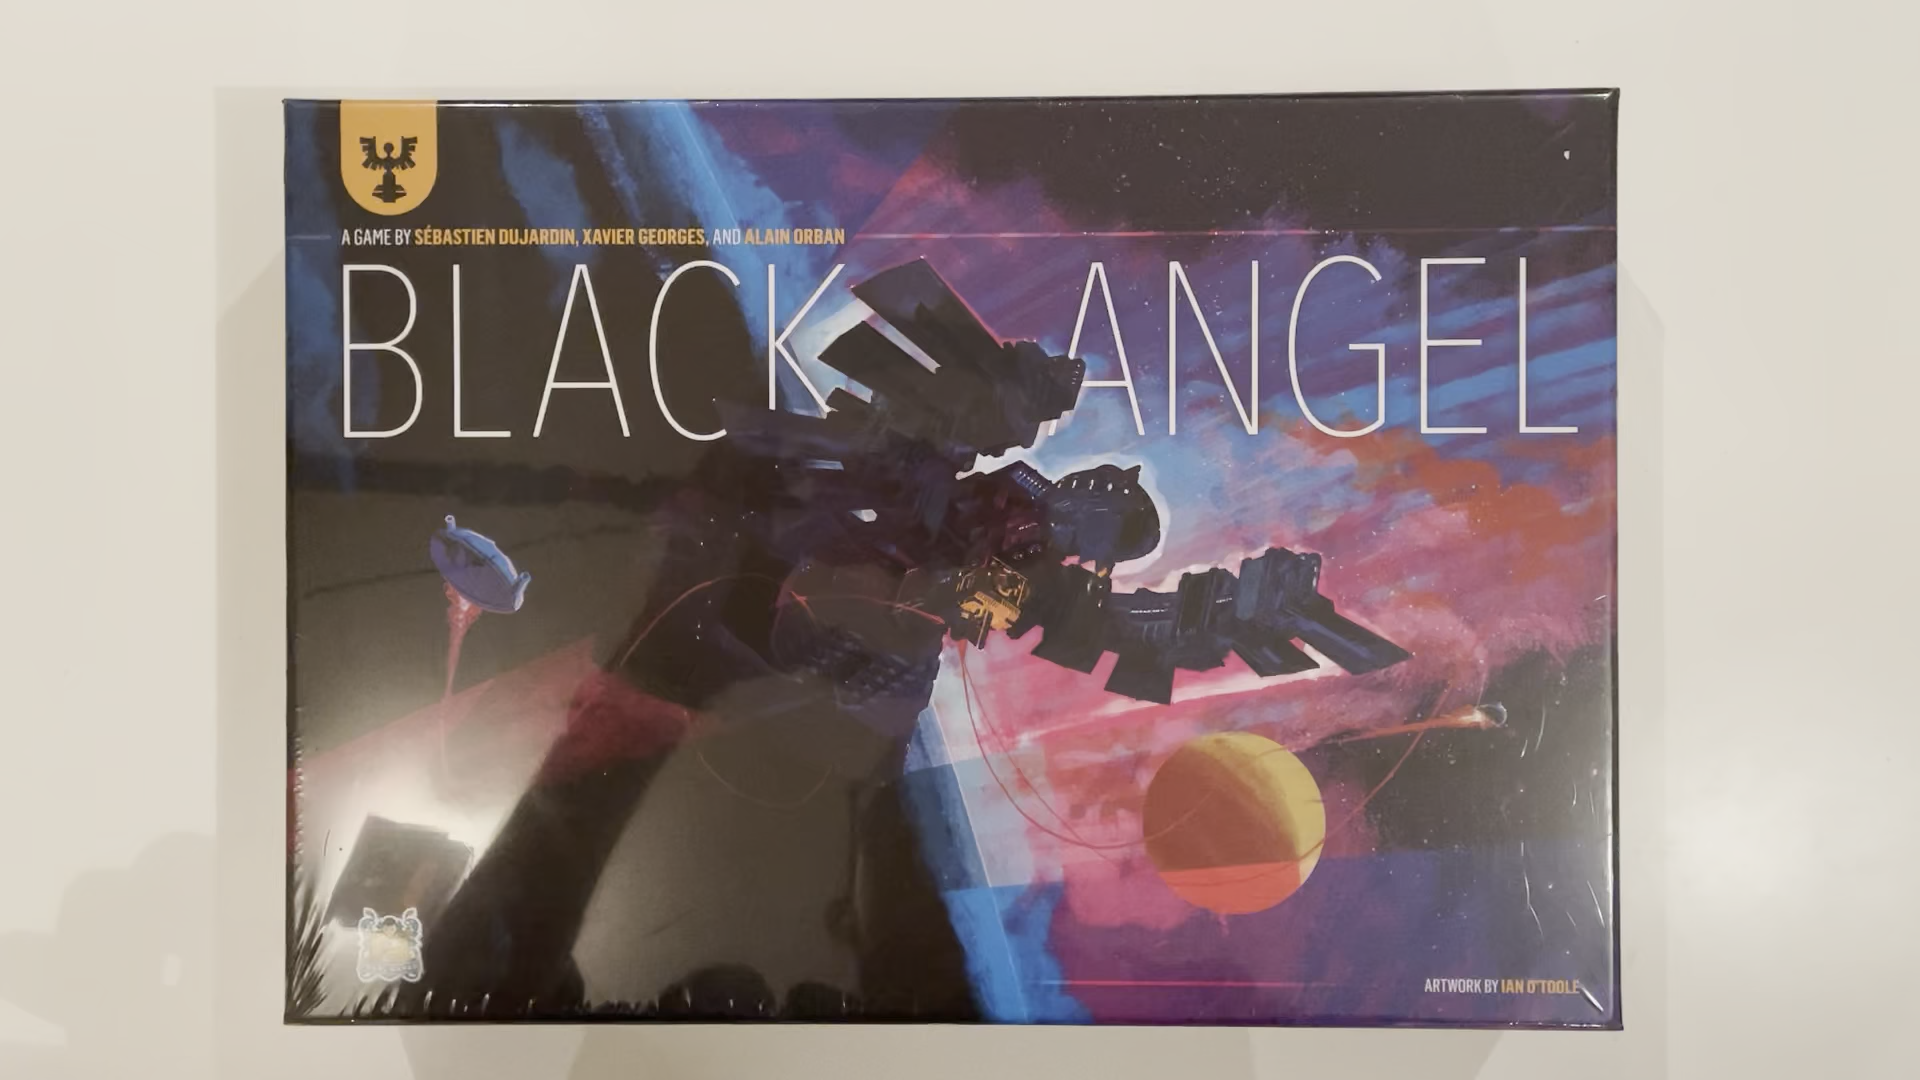 A GAME BY SÉBASTIEN DUJARDIN, XAVIER GEORGES, AND ALAIN ORBAN
BLACK ANGEL
ARTWORK BY IAN O'TOOLE